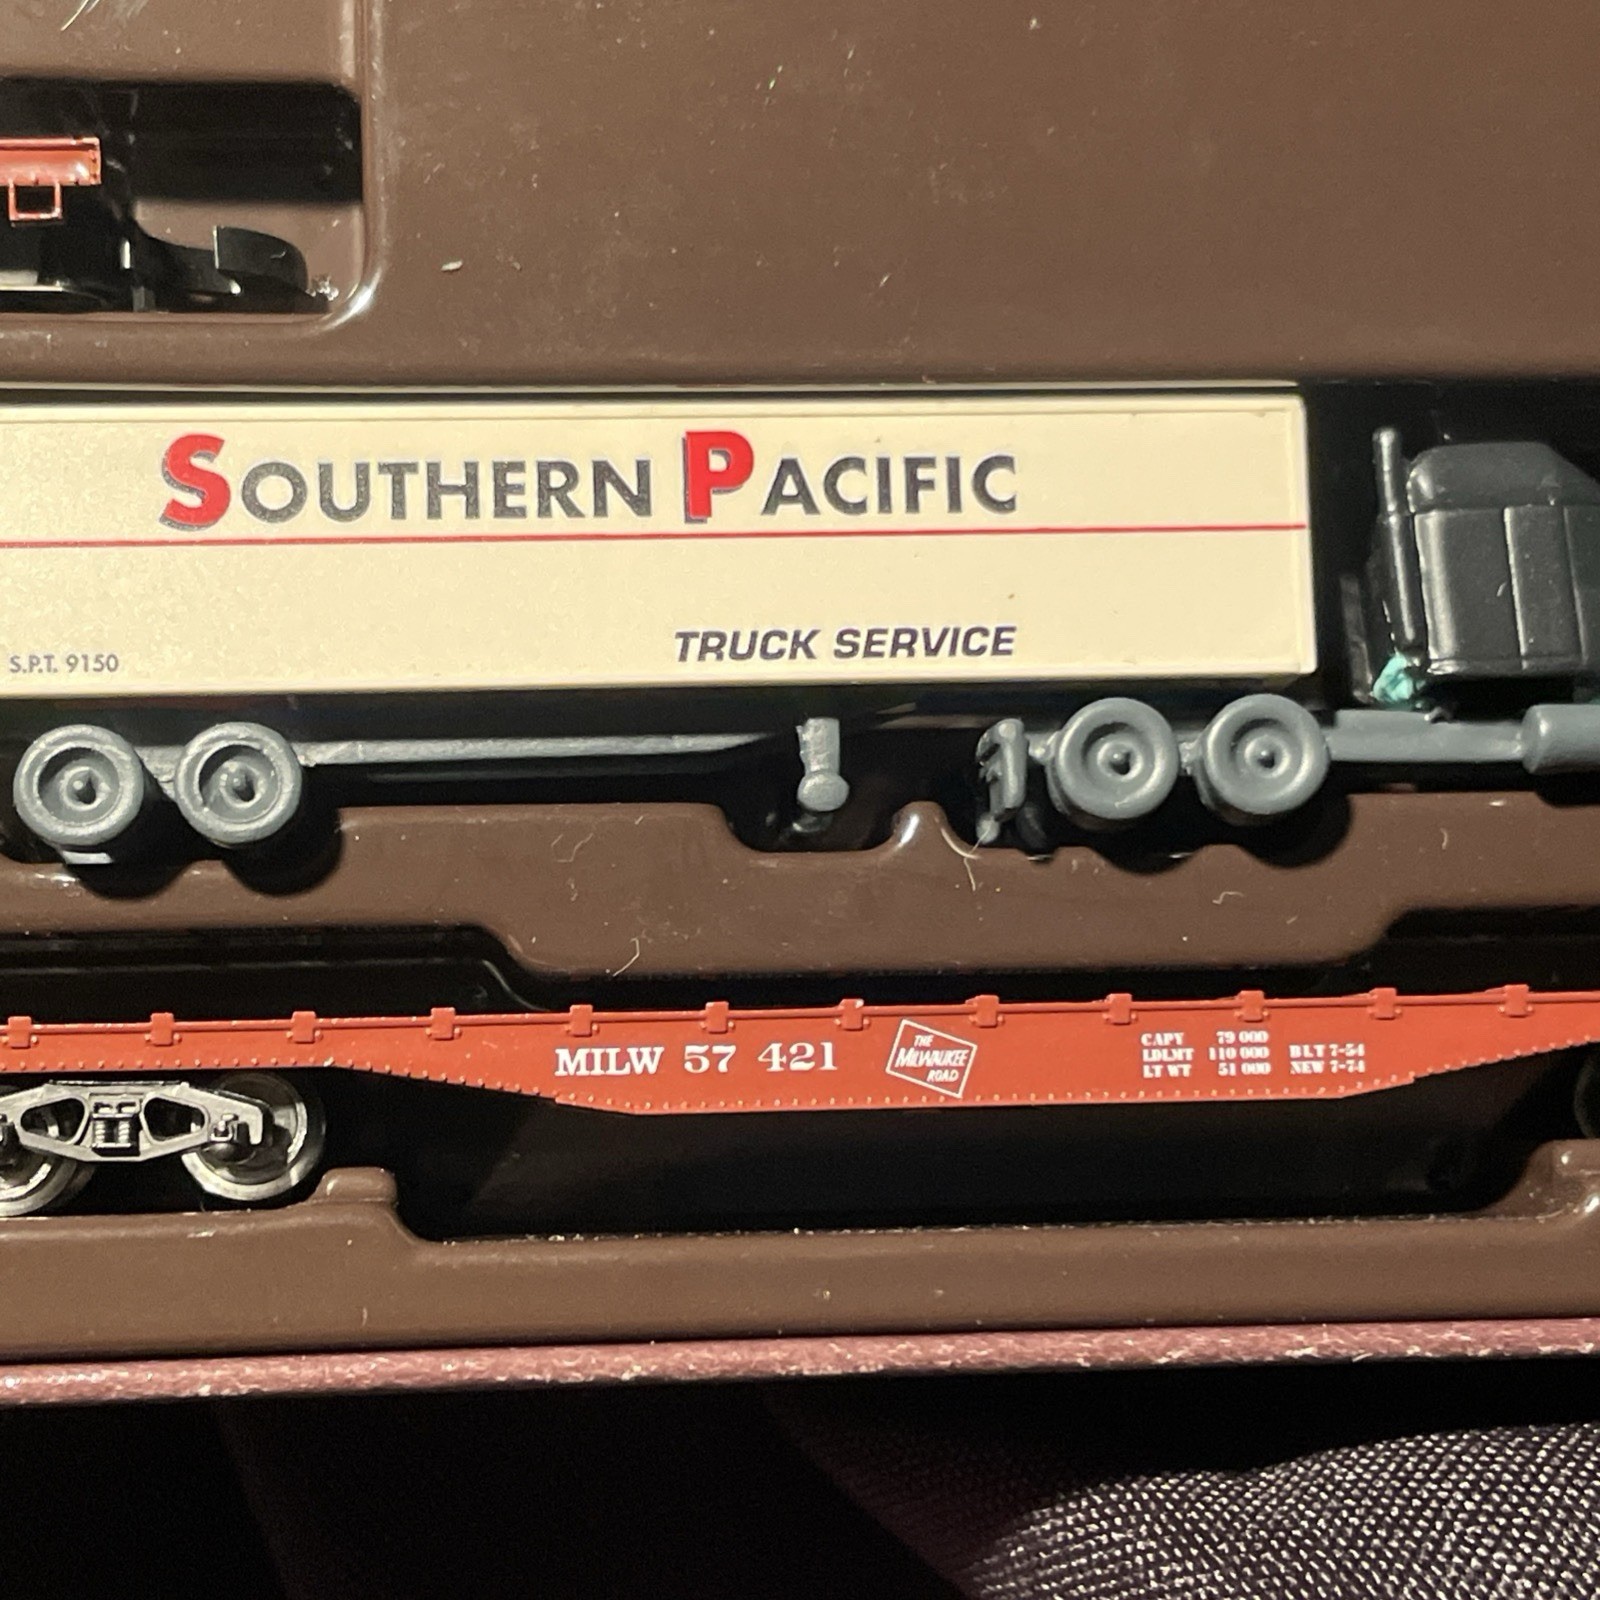 SOUTHERN PACIFIC
TRUCK SERVICE
S.P.T. 9150
MILW 57 421
THE
MILWAUKEE
ROAD
CAPY 79 000
LDLMT 110 000 BLT 7-54
LT WT 51 000 NEW 7-74